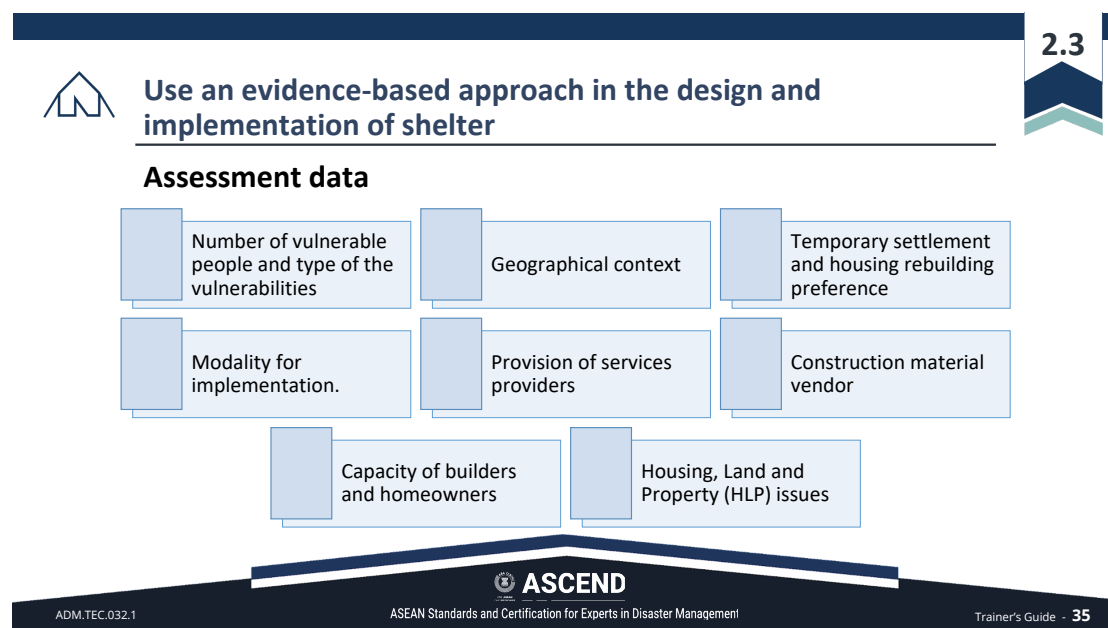 2.3
Use an evidence-based approach in the design and
implementation of shelter
Assessment data
Number of vulnerable
people and type of the
vulnerabilities
Geographical context
Temporary settlement
and housing rebuilding
preference
Modality for
implementation.
Provision of services
providers
Construction material
vendor
Capacity of builders
and homeowners
Housing, Land and
Property (HLP) issues
ASCEND
ADM.TEC.032.1
ASEAN Standards and Certification for Experts in Disaster Management
Trainer's Guide - 35